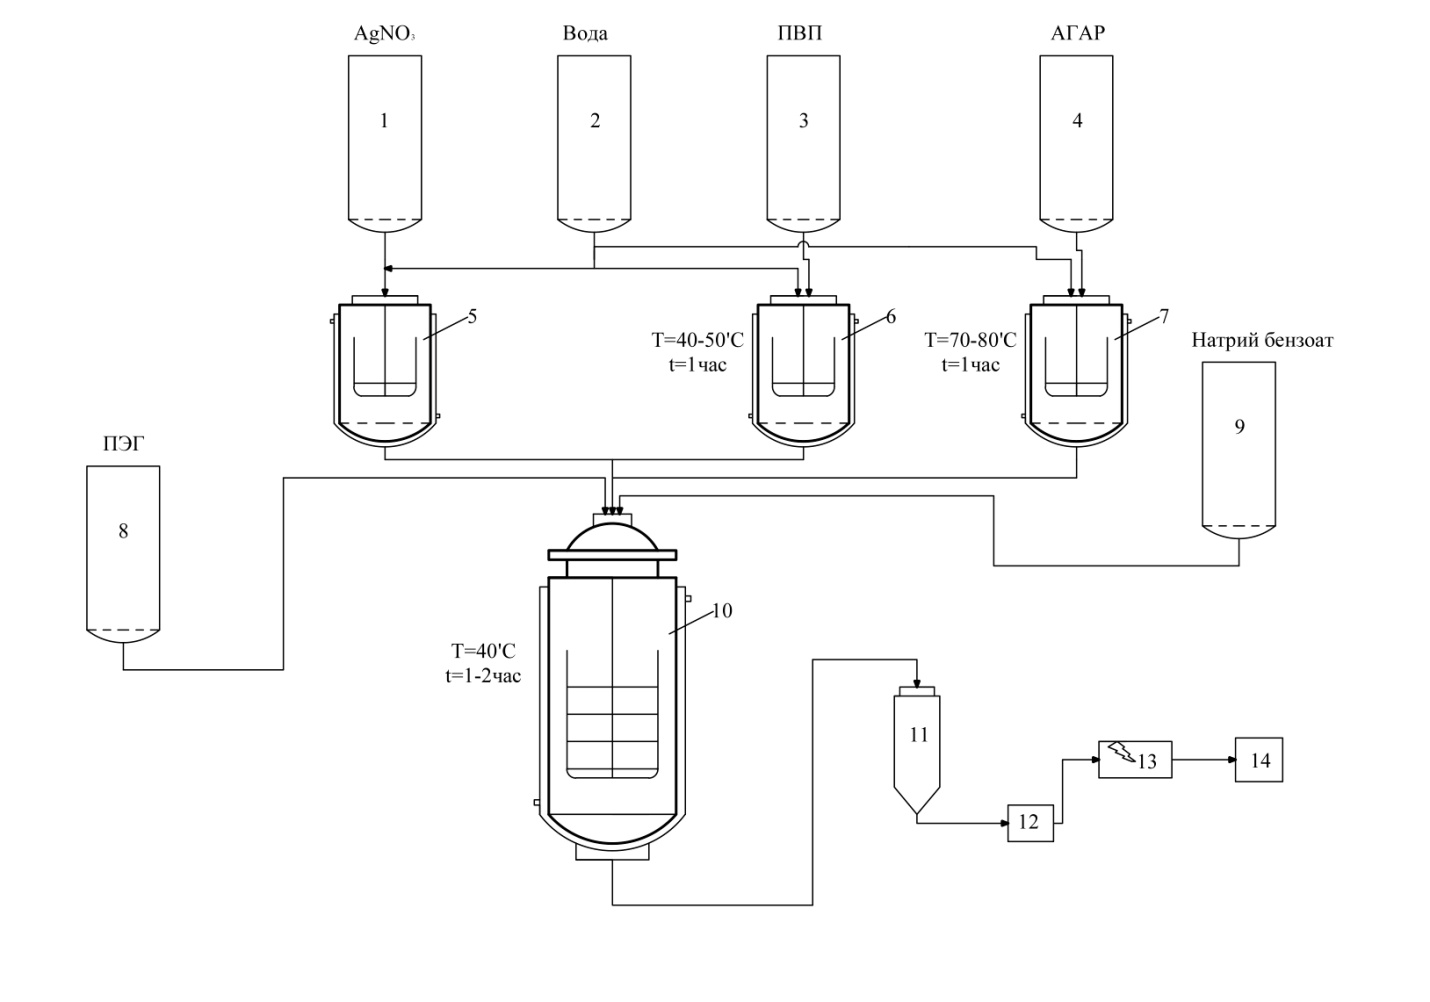 AgNO₃
Вода
ПВП
АГАР
1
2
3
4
5
6
7
T=40-50'C
t=1час
T=70-80'C
t=1час
Натрий бензоат
9
ПЭГ
8
10
T=40'C
t=1-2час
11
12
13
14